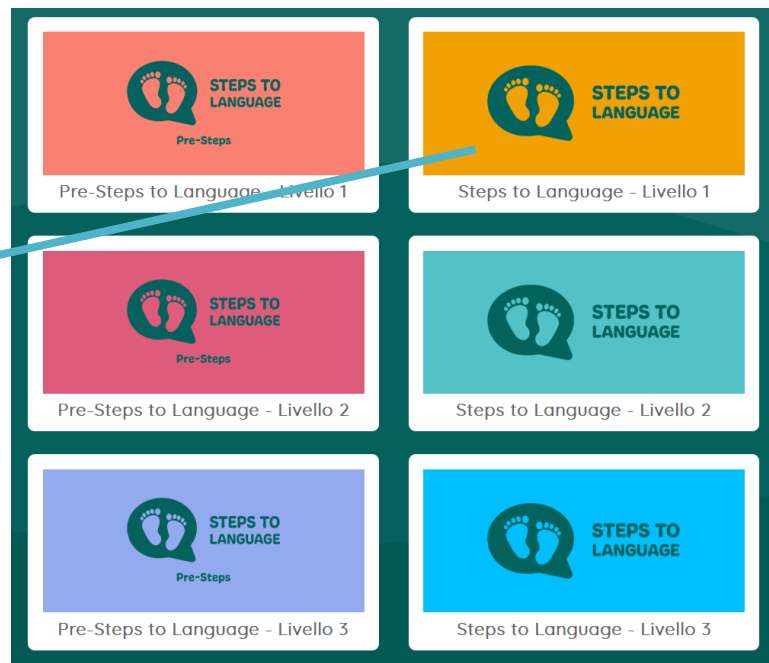 STEPS TO
LANGUAGE
Pre-Steps
Pre-Steps to Language - Livello 1
STEPS TO
LANGUAGE
Steps to Language - Livello 1
STEPS TO
LANGUAGE
Pre-Steps
Pre-Steps to Language - Livello 2
STEPS TO
LANGUAGE
Steps to Language - Livello 2
STEPS TO
LANGUAGE
Pre-Steps
Pre-Steps to Language - Livello 3
STEPS TO
LANGUAGE
Steps to Language - Livello 3